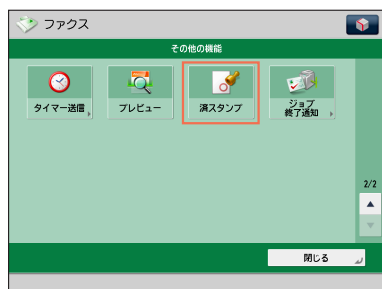 ファクス
その他の機能
タイマー送信
プレビュー
済スタンプ
ジョブ
終了通知
2/2
閉じる